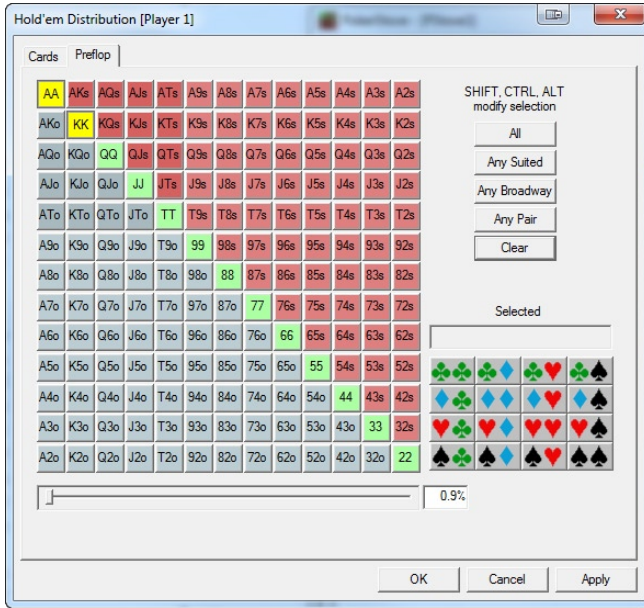 Hold'em Distribution [Player 1]
Cards Preflop
AA AKs AQs AJs ATs A9s A8s A7s A6s A5s A4s A3s A2s
AKo KK KQs KJs KTs K9s K8s K7s K6s K5s K4s K3s K2s
AQo KQo QQ QJs QTs Q9s Q8s Q7s Q6s Q5s Q4s Q3s Q2s
AJo KJo QJo JJ JTs J9s J8s J7s J6s J5s J4s J3s J2s
ATo KTo QTo JTo TT T9s T8s T7s T6s T5s T4s T3s T2s
A9o K9o Q9o J9o T9o 99 98s 97s 96s 95s 94s 93s 92s
A8o K8o Q8o J8o T8o 98o 88 87s 86s 85s 84s 83s 82s
A7o K7o Q7o J7o T7o 97o 87o 77 76s 75s 74s 73s 72s
A6o K6o Q6o J6o T6o 96o 86o 76o 66 65s 64s 63s 62s
A5o K5o Q5o J5o T5o 95o 85o 75o 65o 55 54s 53s 52s
A4o K4o Q4o J4o T4o 94o 84o 74o 64o 54o 44 43s 42s
A3o K3o Q3o J3o T3o 93o 83o 73o 63o 53o 43o 33 32s
A2o K2o Q2o J2o T2o 92o 82o 72o 62o 52o 42o 32o 22
SHIFT, CTRL, ALT
modify selection
All
Any Suited
Any Broadway
Any Pair
Clear
Selected
0.9%
OK Cancel Apply